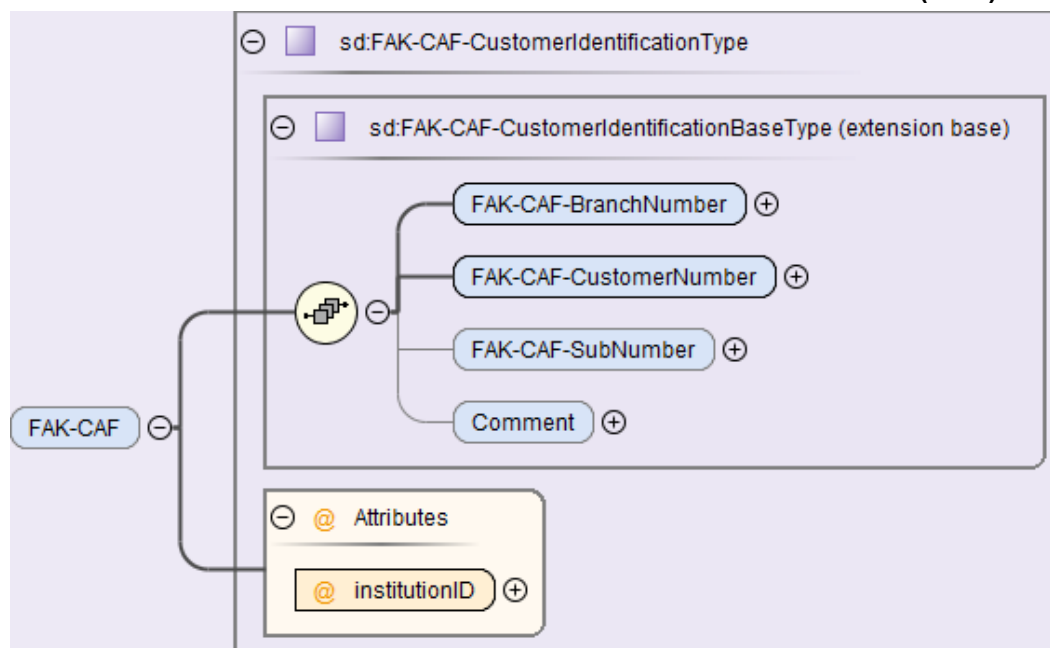 sd:FAK-CAF-CustomerIdentificationType
sd:FAK-CAF-CustomerIdentificationBaseType (extension base)
FAK-CAF-BranchNumber
FAK-CAF-CustomerNumber
FAK-CAF-SubNumber
Comment
FAK-CAF
@ Attributes
@ institutionID